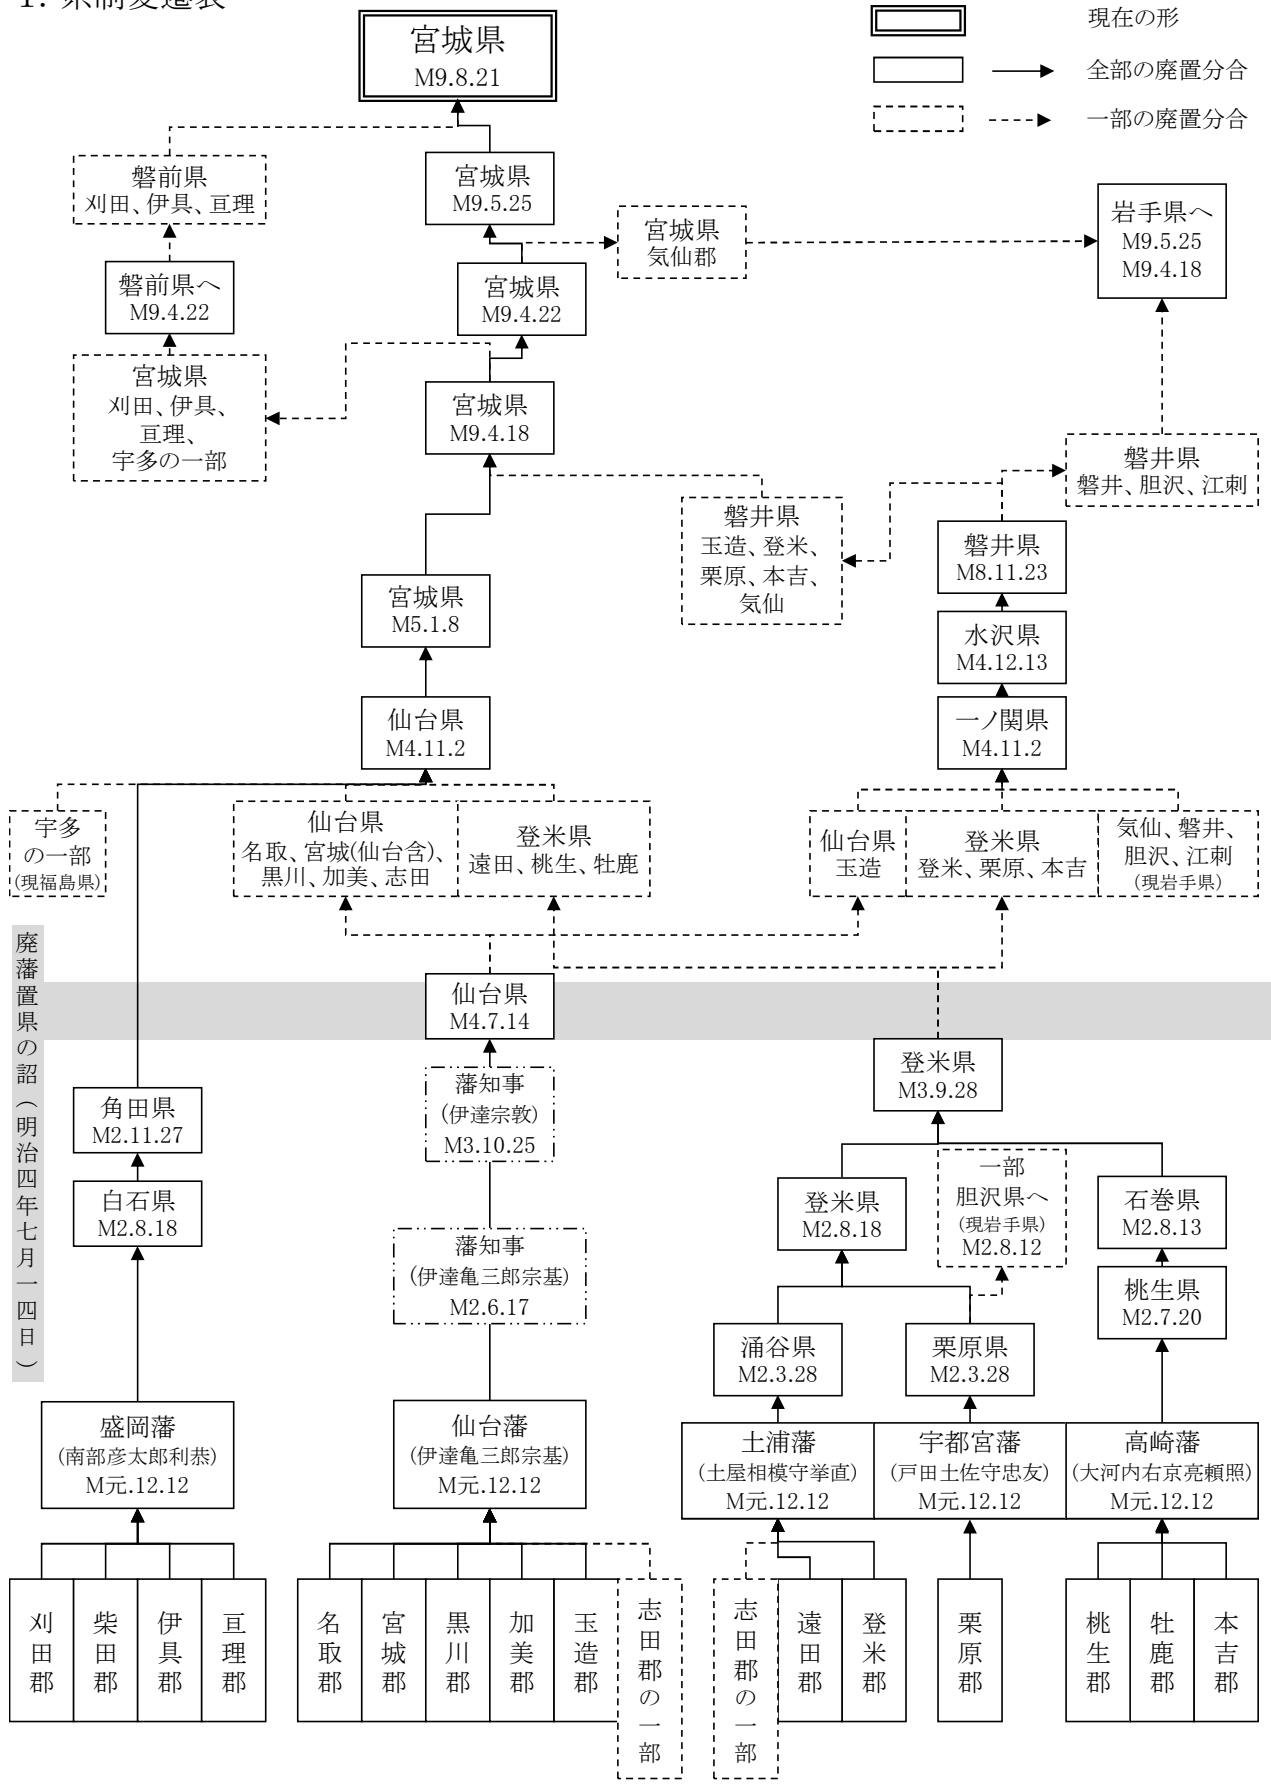 1. 県制変遷表
現在の形
全部の廃置分合
一部の廃置分合
宮城県
M9.8.21
磐前県
刈田、伊具、亘理
宮城県
M9.5.25
宮城県
気仙郡
岩手県へ
M9.5.25
M9.4.18
磐前県へ
M9.4.22
宮城県
M9.4.22
宮城県
刈田、伊具、
亘理、
宇多の一部
宮城県
M9.4.18
磐井県
磐井、胆沢、江刺
磐井県
玉造、登米、
栗原、本吉、
気仙
磐井県
M8.11.23
宮城県
M5.1.8
水沢県
M4.12.13
仙台県
M4.11.2
一ノ関県
M4.11.2
宇多
の一部
(現福島県)
仙台県
名取、宮城(仙台含)、
黒川、加美、志田
登米県
遠田、桃生、牡鹿
仙台県
玉造
登米県
登米、栗原、本吉
気仙、磐井、
胆沢、江刺
(現岩手県)
廃藩置県の詔(明治四年七月一四日)
仙台県
M4.7.14
登米県
M3.9.28
角田県
M2.11.27
藩知事
(伊達宗敦)
M3.10.25
白石県
M2.8.18
登米県
M2.8.18
一部
胆沢県へ
(現岩手県)
M2.8.12
石巻県
M2.8.13
藩知事
(伊達亀三郎宗基)
M2.6.17
桃生県
M2.7.20
涌谷県
M2.3.28
栗原県
M2.3.28
盛岡藩
(南部彦太郎利恭)
M元.12.12
仙台藩
(伊達亀三郎宗基)
M元.12.12
土浦藩
(土屋相模守挙直)
M元.12.12
宇都宮藩
(戸田土佐守忠友)
M元.12.12
高崎藩
(大河内右京亮頼照)
M元.12.12
刈田郡
柴田郡
伊具郡
亘理郡
名取郡
宮城郡
黒川郡
加美郡
玉造郡
志田郡の一部
志田郡の一部
遠田郡
登米郡
栗原郡
桃生郡
牡鹿郡
本吉郡